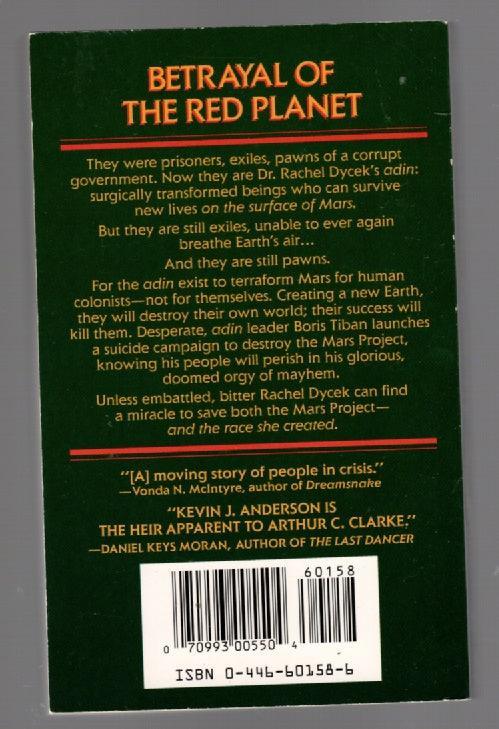 BETRAYAL OF
THE RED PLANET
They were prisoners, exiles, pawns of a corrupt
government. Now they are Dr. Rachel Dycek's adin:
surgically transformed beings who can survive
new lives on the surface of Mars.
But they are still exiles, unable to ever again
breathe Earth's air...
And they are still pawns.
For the adin exist to terraform Mars for human
colonists—not for themselves. Creating a new Earth,
they will destroy their own world; their success will
kill them. Desperate, adin leader Boris Tiban launches
a suicide campaign to destroy the Mars Project,
knowing his people will perish in his glorious,
doomed orgy of mayhem.
Unless embattled, bitter Rachel Dycek can find
a miracle to save both the Mars Project—
and the race she created.
"[A] moving story of people in crisis."
—Vonda N. McIntyre, author of Dreamsnake
"KEVIN J. ANDERSON IS
THE HEIR APPARENT TO ARTHUR C. CLARKE."
—DANIEL KEYS MORAN, AUTHOR OF THE LAST DANCER
60158
0 70993 00550 4
ISBN 0-446-60158-6